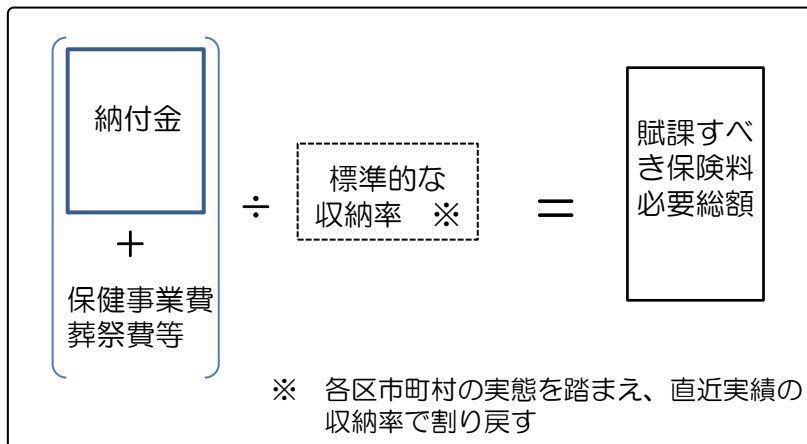 納付金
+
保健事業費
葬祭費等
÷
標準的な
収納率 ※
=
賦課すべ
き保険料
必要総額
※ 各区市町村の実態を踏まえ、直近実績の
収納率で割り戻す